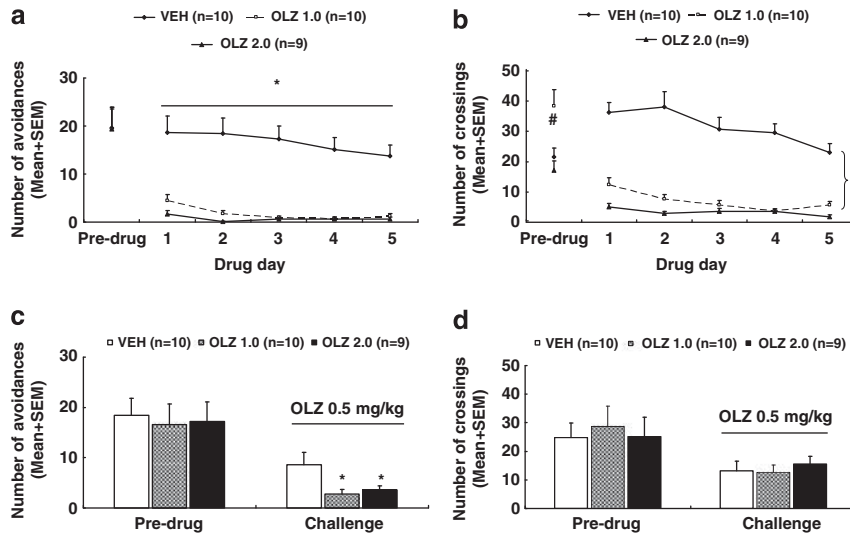 a
VEH (n=10) OLZ 1.0 (n=10)
OLZ 2.0 (n=9)
Number of avoidances
(Mean+SEM)
30
20
10
0
*
Pre-drug 1 2 3 4 5
Drug day
b
VEH (n=10) OLZ 1.0 (n=10)
OLZ 2.0 (n=9)
Number of crossings
(Mean+SEM)
50
40
30
20
10
0
#
Pre-drug 1 2 3 4 5
Drug day
c
VEH (n=10) OLZ 1.0 (n=10) OLZ 2.0 (n=9)
Number of avoidances
(Mean+SEM)
30
20
10
0
OLZ 0.5 mg/kg
* *
Pre-drug Challenge
d
VEH (n=10) OLZ 1.0 (n=10) OLZ 2.0 (n=9)
Number of crossings
(Mean+SEM)
50
40
30
20
10
0
OLZ 0.5 mg/kg
Pre-drug Challenge